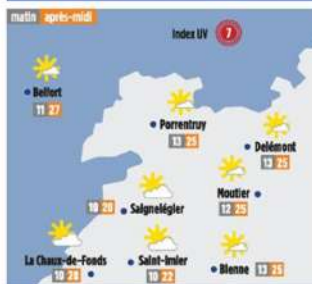 matin après-midi
Index UV 7
Belfort
11 27
Porrentruy
13 25
Delémont
13 25
Moutier
12 25
10 20 Saignelégier
La Chaux-de-Fonds
10 28
Saint-Imier
10 22
Bienne 13 25